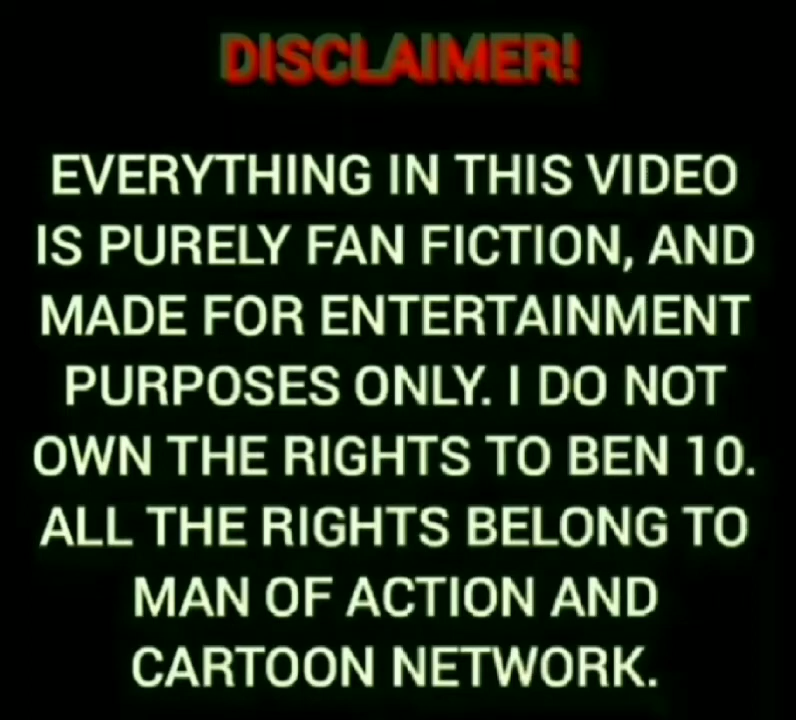 DISCLAIMER!
EVERYTHING IN THIS VIDEO
IS PURELY FAN FICTION, AND
MADE FOR ENTERTAINMENT
PURPOSES ONLY. I DO NOT
OWN THE RIGHTS TO BEN 10.
ALL THE RIGHTS BELONG TO
MAN OF ACTION AND
CARTOON NETWORK.